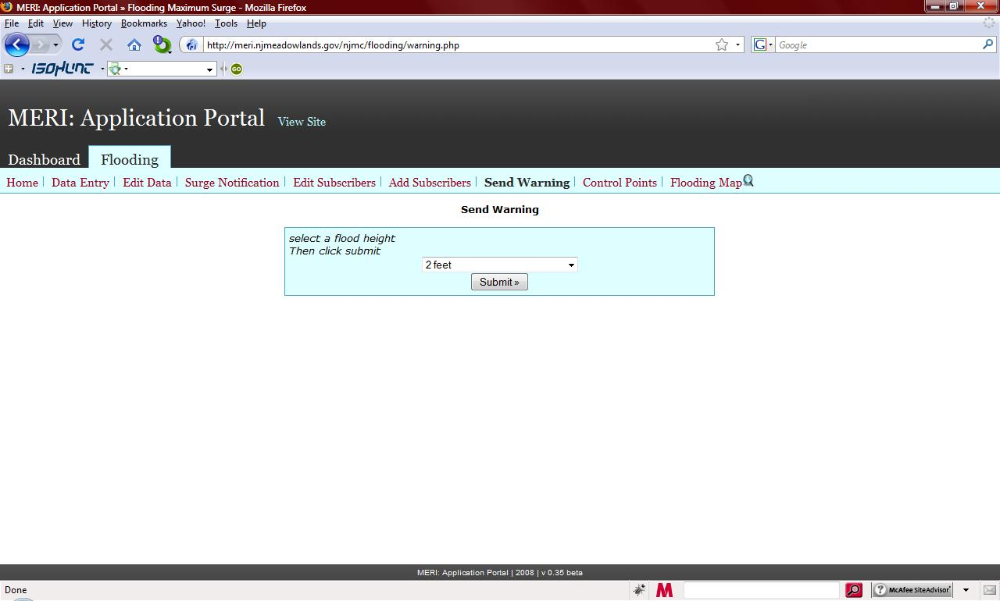 MERI: Application Portal » Flooding Maximum Surge - Mozilla Firefox
File Edit View History Bookmarks Yahoo! Tools Help
http://meri.njmeadowlands.gov/njmc/flooding/warning.php
G Google
ISOHUNT GO
MERI: Application Portal View Site
Dashboard Flooding
Home Data Entry Edit Data Surge Notification Edit Subscribers Add Subscribers Send Warning Control Points Flooding Map
Send Warning
select a flood height
Then click submit
2 feet
Submit »
MERI: Application Portal | 2008 | v 0.35 beta
Done M ? McAfee SiteAdvisor